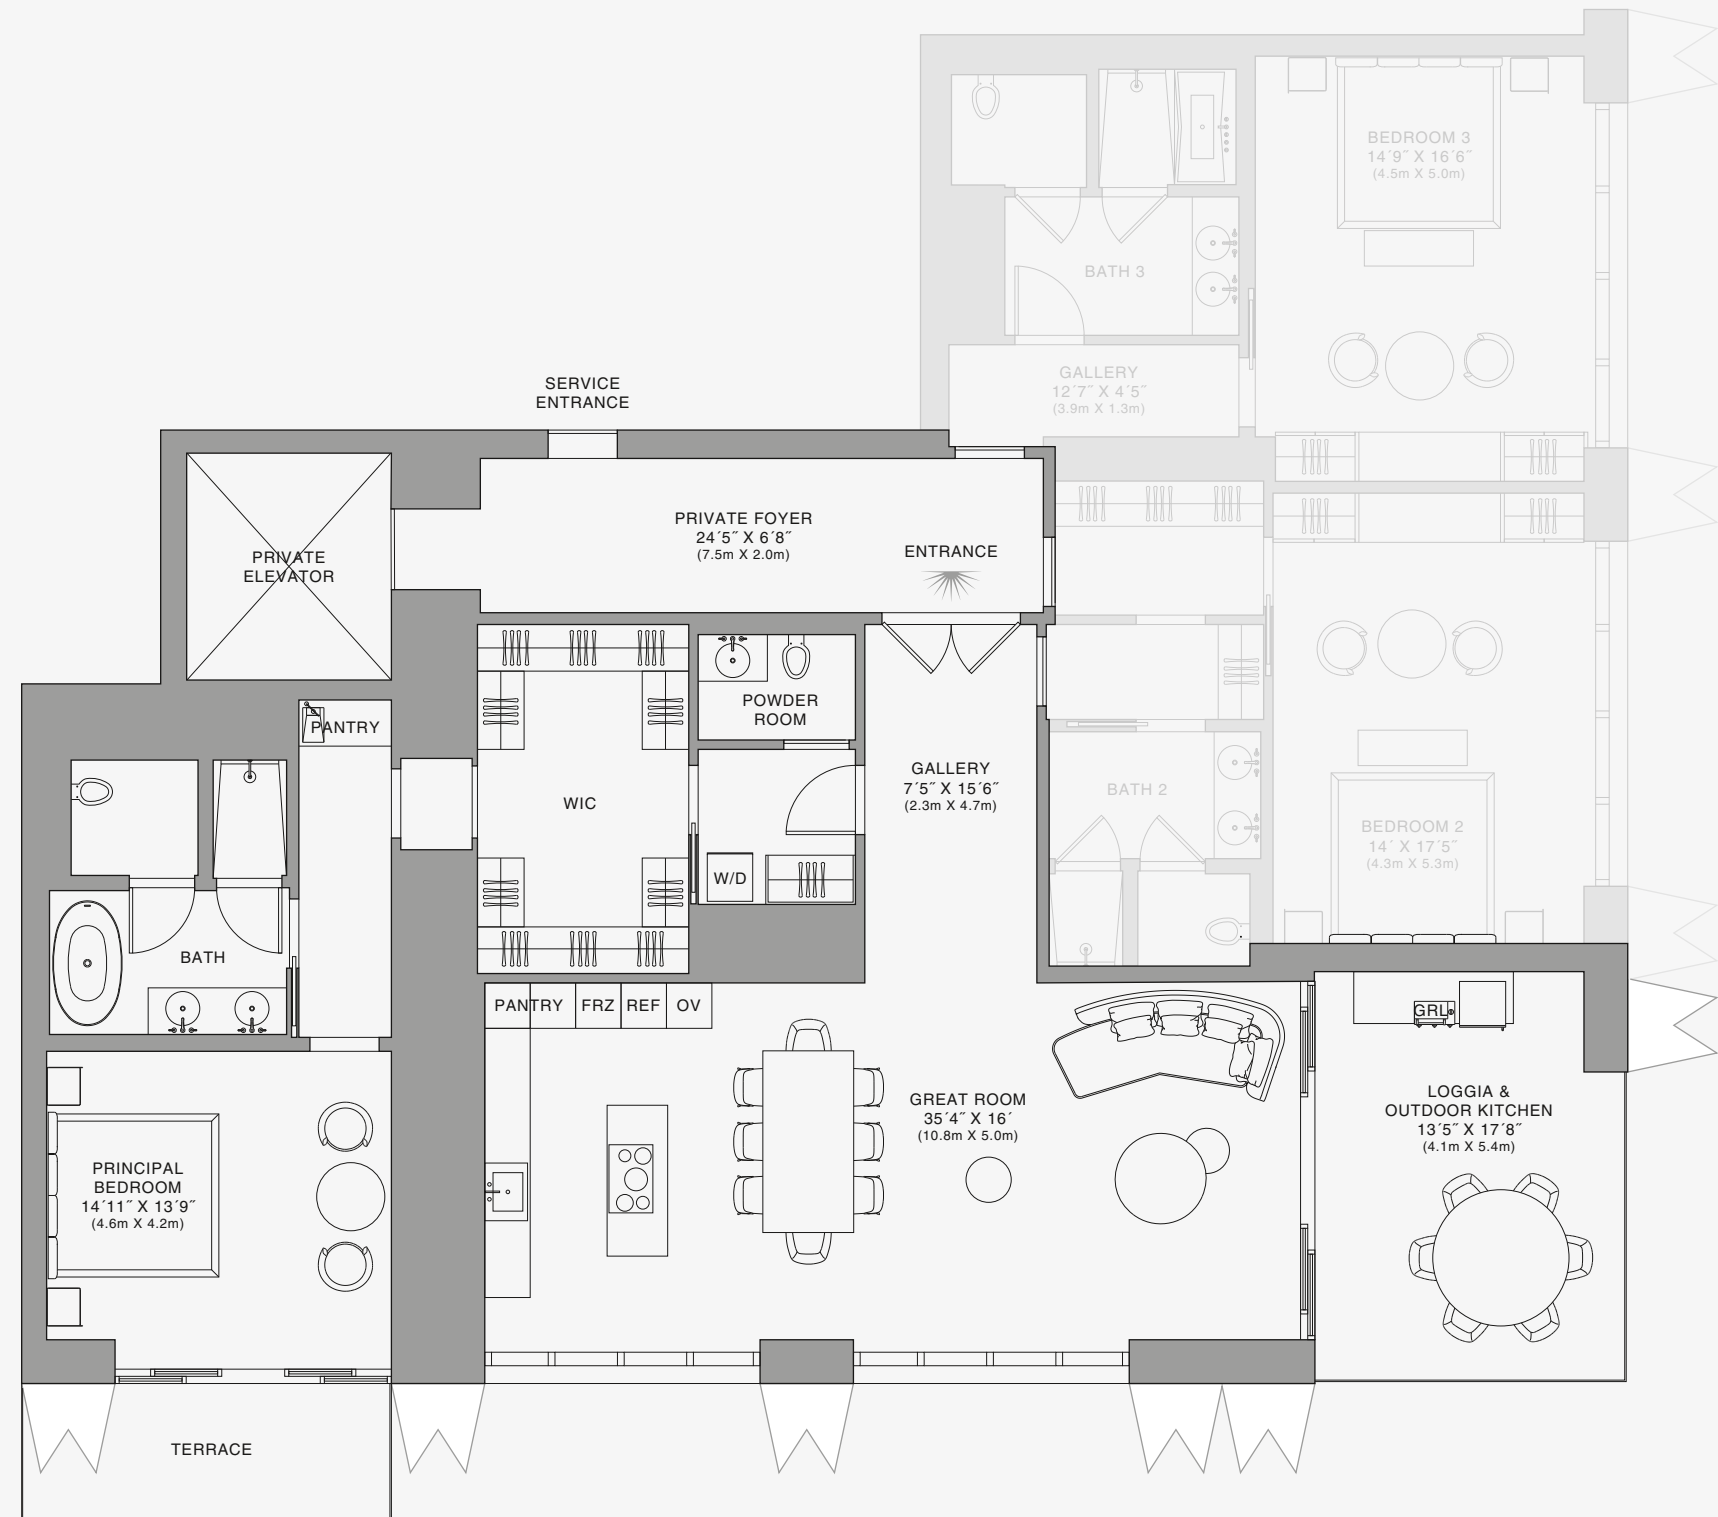 BEDROOM 3
14´9˝ X 16´6˝
(4.5m X 5.0m)
BATH 3
GALLERY
12´7˝ X 4´5˝
(3.9m X 1.3m)
SERVICE
ENTRANCE
PRIVATE FOYER
24´5˝ X 6´8˝
(7.5m X 2.0m)
ENTRANCE
PRIVATE
ELEVATOR
PANTRY
POWDER
ROOM
WIC
GALLERY
7´5˝ X 15´6˝
(2.3m X 4.7m)
BATH 2
BEDROOM 2
14´ X 17´5˝
(4.3m X 5.3m)
W/D
BATH
PANTRY
FRZ
REF
OV
GRL
GREAT ROOM
35´4˝ X 16´
(10.8m X 5.0m)
LOGGIA &
OUTDOOR KITCHEN
13´5˝ X 17´8˝
(4.1m X 5.4m)
PRINCIPAL
BEDROOM
14´11˝ X 13´9˝
(4.6m X 4.2m)
TERRACE